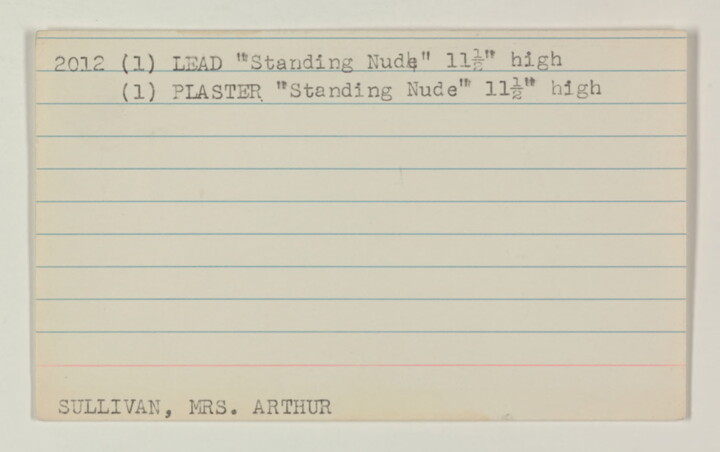 2012 (1) LEAD "Standing Nude" 11½" high
(1) PLASTER "Standing Nude" 11½" high
SULLIVAN, MRS. ARTHUR